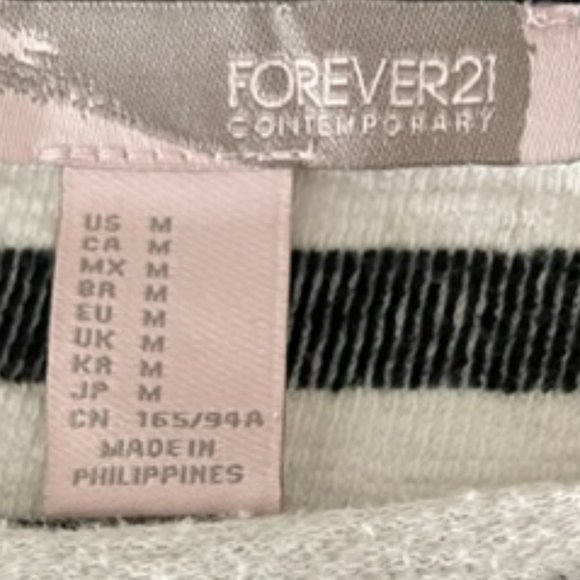 FOREVER21
CONTEMPORARY
US M
CA M
MX M
BR M
EU M
UK M
KR M
JP M
CN 165/94A
MADE IN
PHILIPPINES